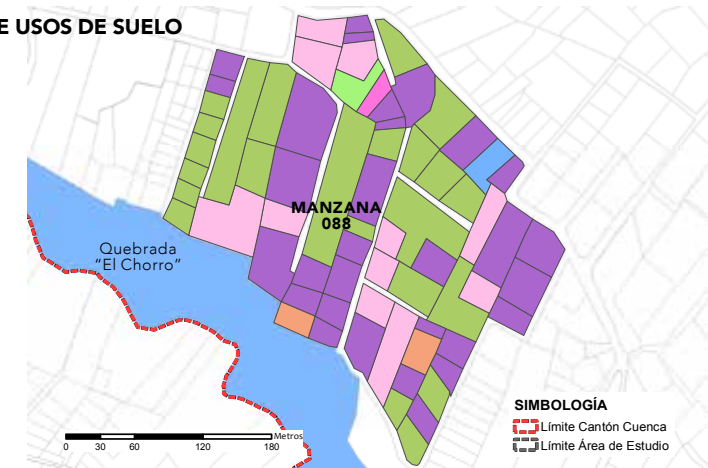 E USOS DE SUELO
MANZANA
088
Quebrada
"El Chorro"
Metros
0 30 60 120 180
SIMBOLOGÍA
Límite Cantón Cuenca
Límite Área de Estudio